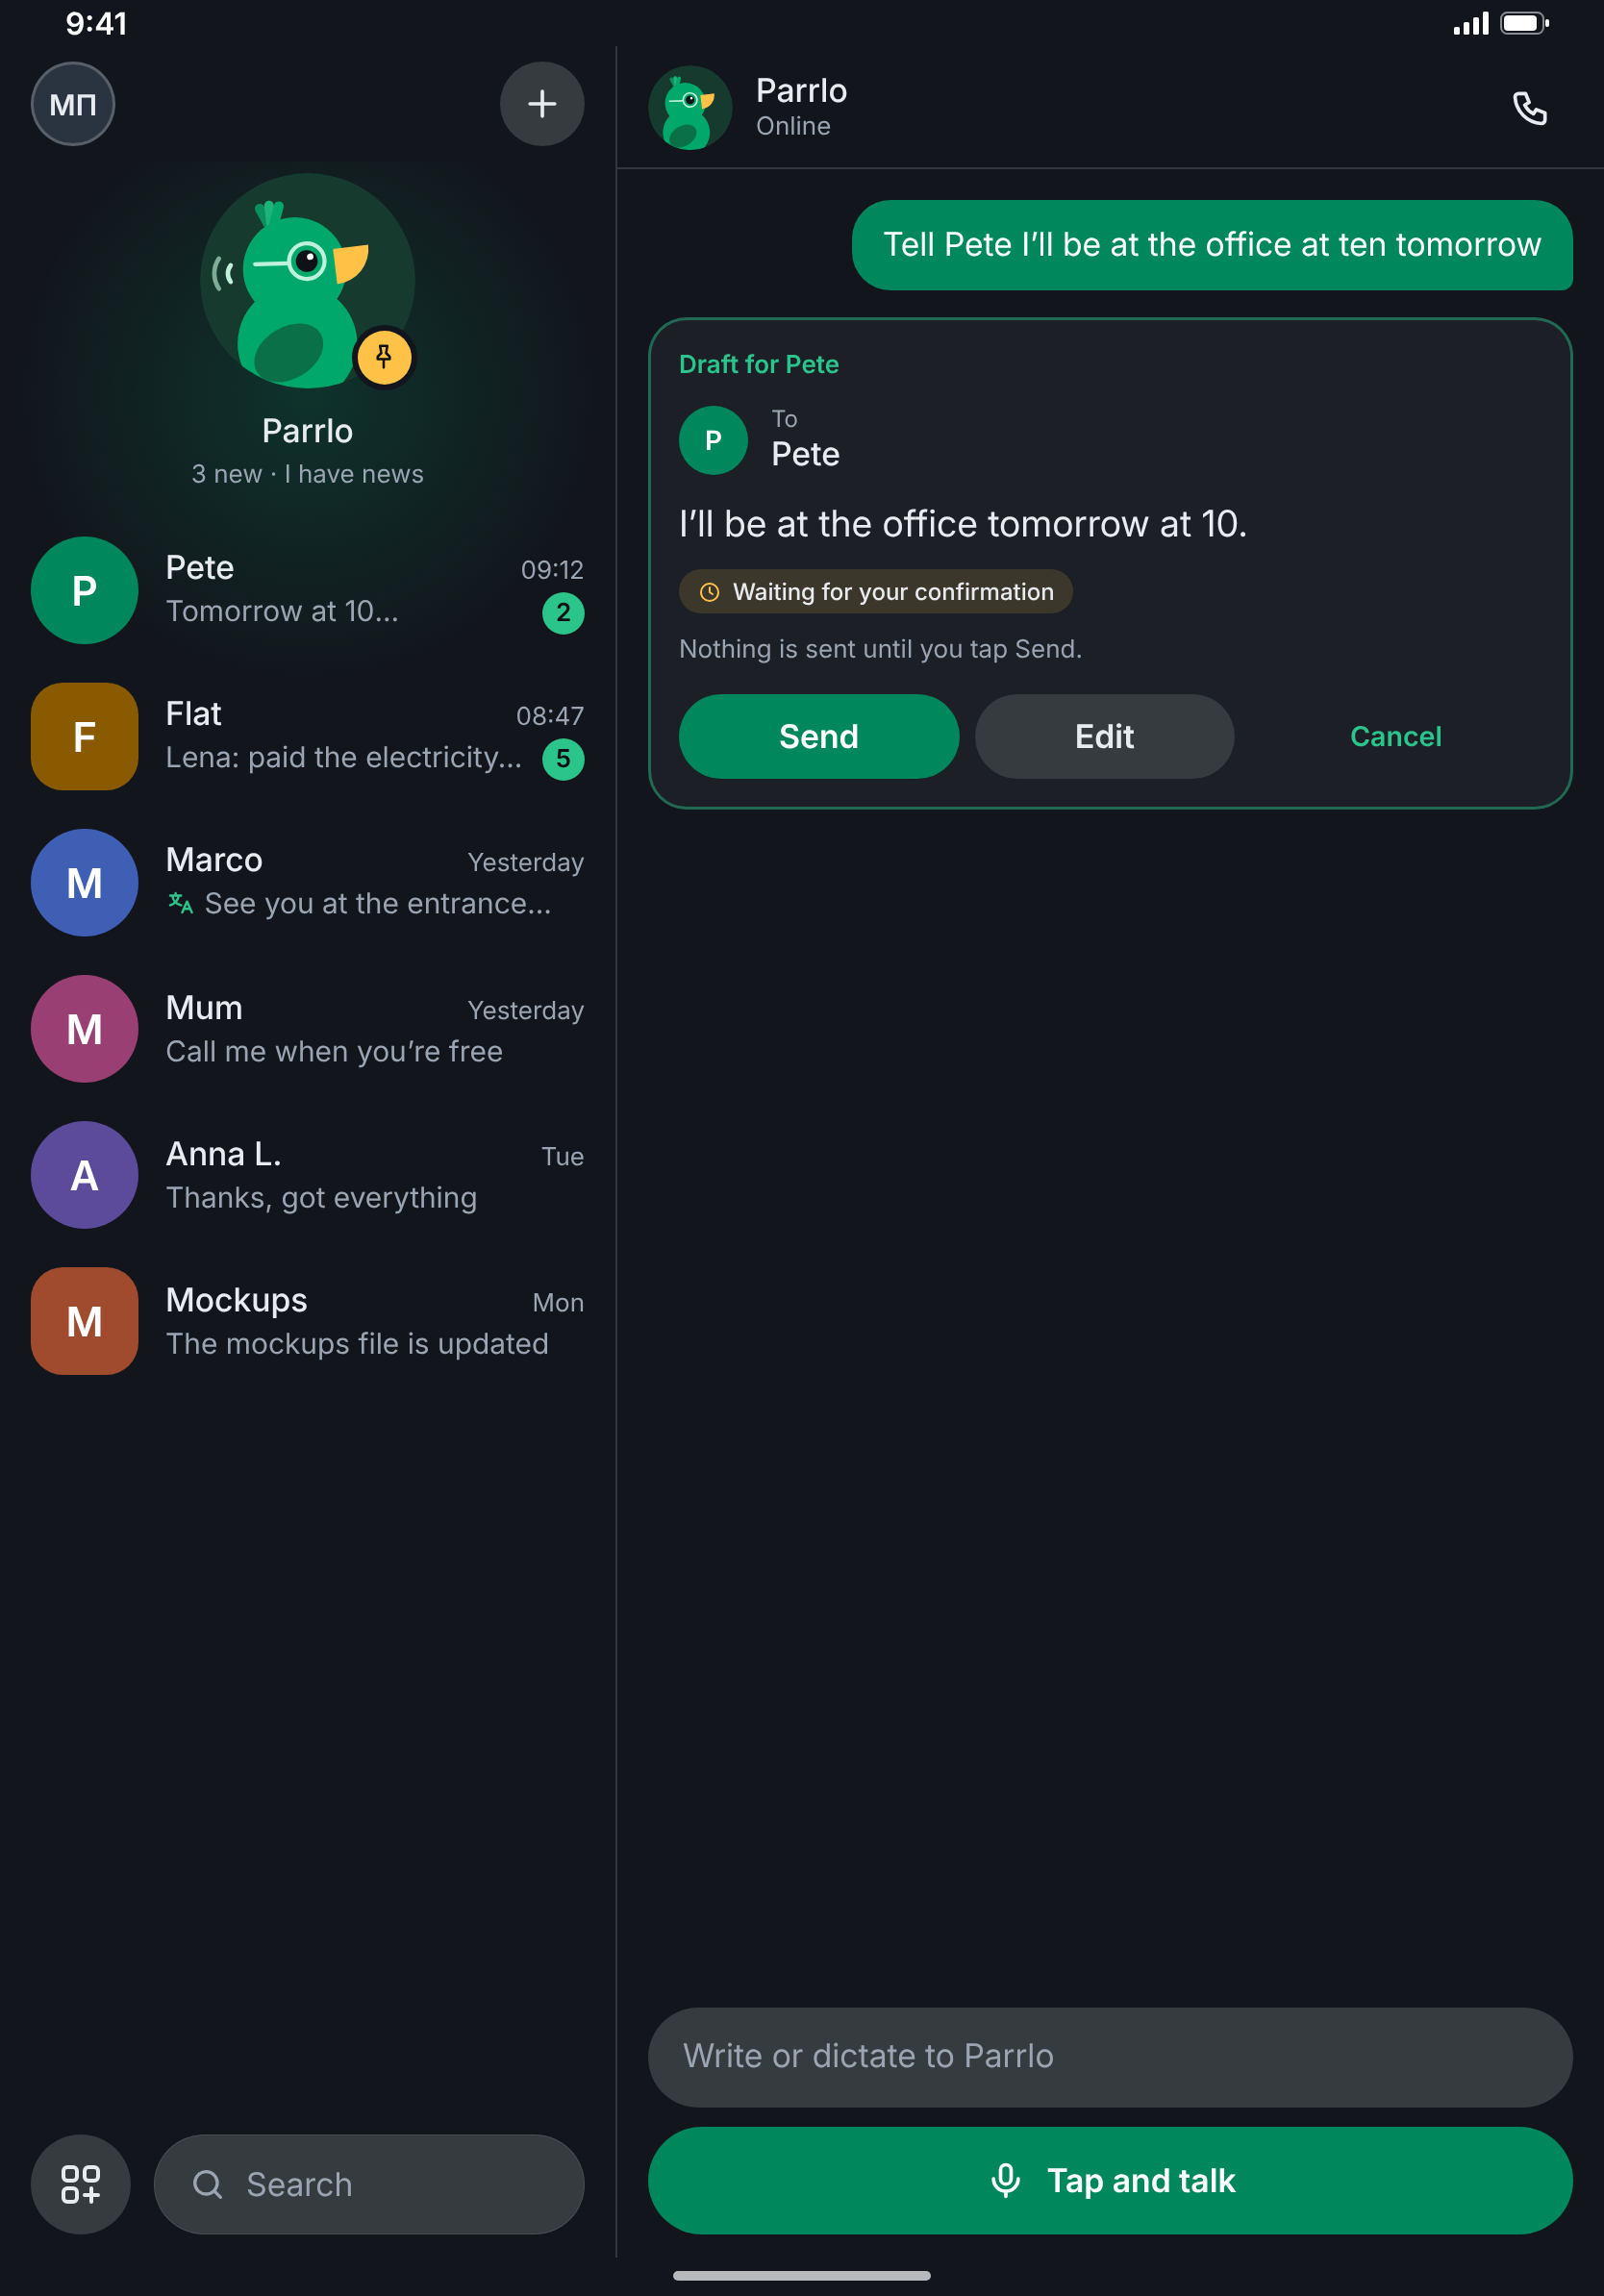 9:41
МП
Parrlo
3 new · I have news
Pete
09:12
Tomorrow at 10...
2
Flat
08:47
Lena: paid the electricity...
5
Marco
Yesterday
See you at the entrance...
Mum
Yesterday
Call me when you’re free
Anna L.
Tue
Thanks, got everything
Mockups
Mon
The mockups file is updated
Search
Parrlo
Online
Tell Pete I’ll be at the office at ten tomorrow
Draft for Pete
P
To
Pete
I’ll be at the office tomorrow at 10.
Waiting for your confirmation
Nothing is sent until you tap Send.
Send
Edit
Cancel
Write or dictate to Parrlo
Tap and talk
P
F
M
M
A
M